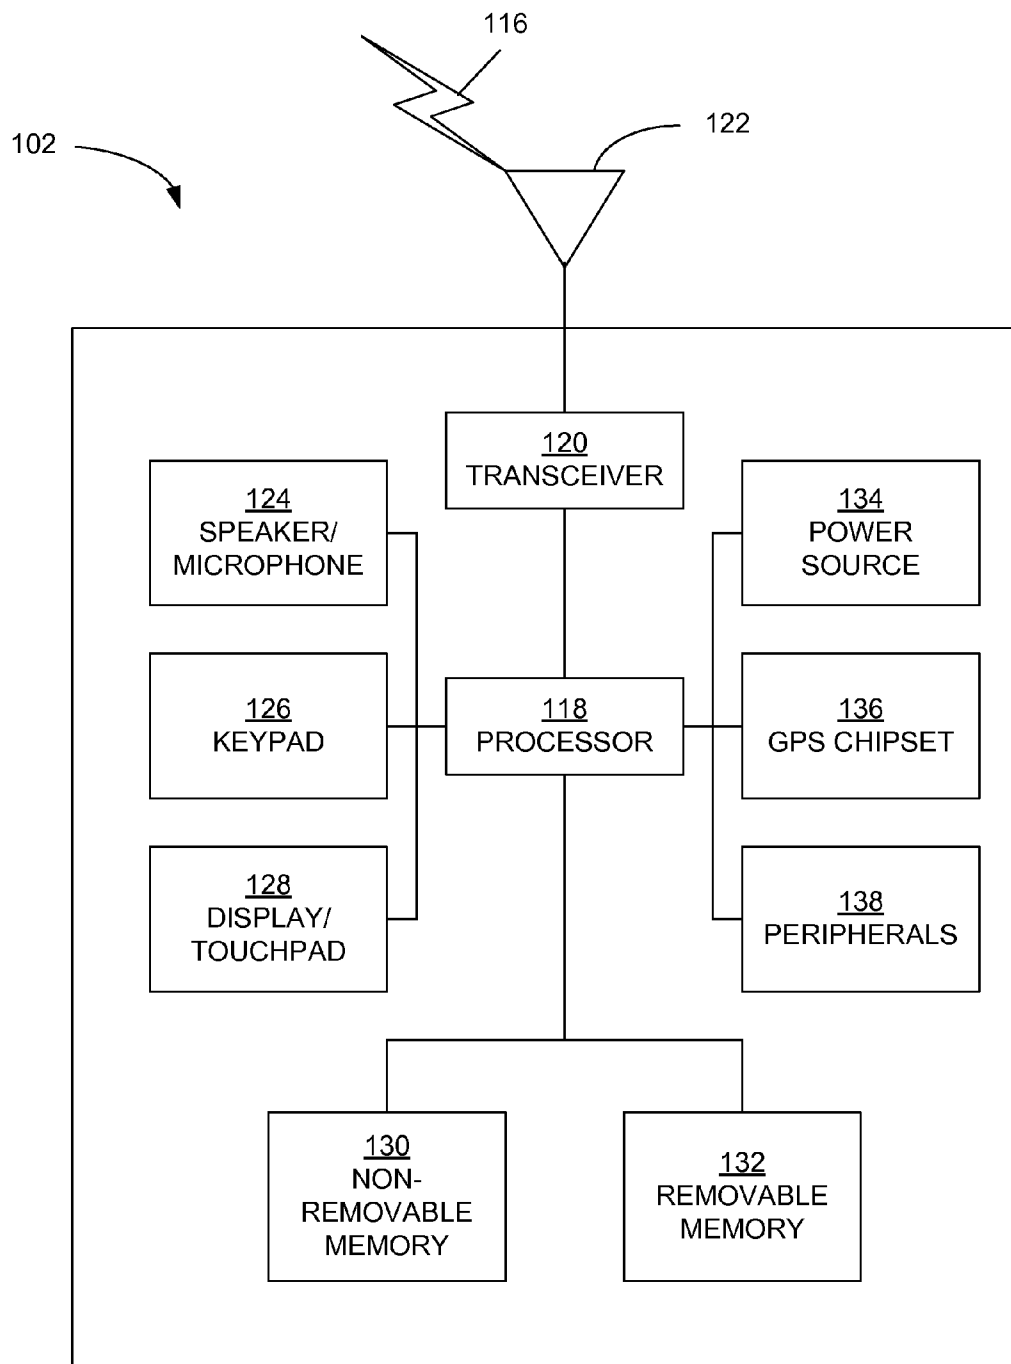 116
122
102
120
TRANSCEIVER
124
SPEAKER/
MICROPHONE
134
POWER
SOURCE
126
KEYPAD
118
PROCESSOR
136
GPS CHIPSET
128
DISPLAY/
TOUCHPAD
138
PERIPHERALS
130
NON-
REMOVABLE
MEMORY
132
REMOVABLE
MEMORY